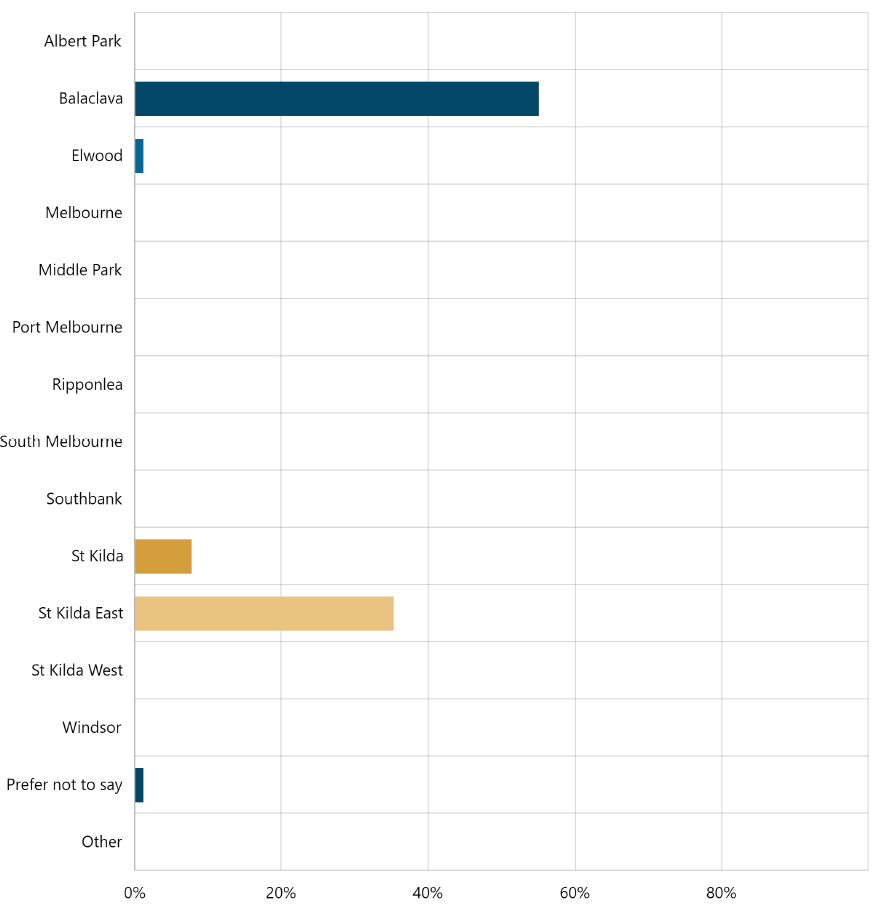 Albert Park
Balaclava
Elwood
Melbourne
Middle Park
Port Melbourne
Ripponlea
South Melbourne
Southbank
St Kilda
St Kilda East
St Kilda West
Windsor
Prefer not to say
Other
0% 20% 40% 60% 80%